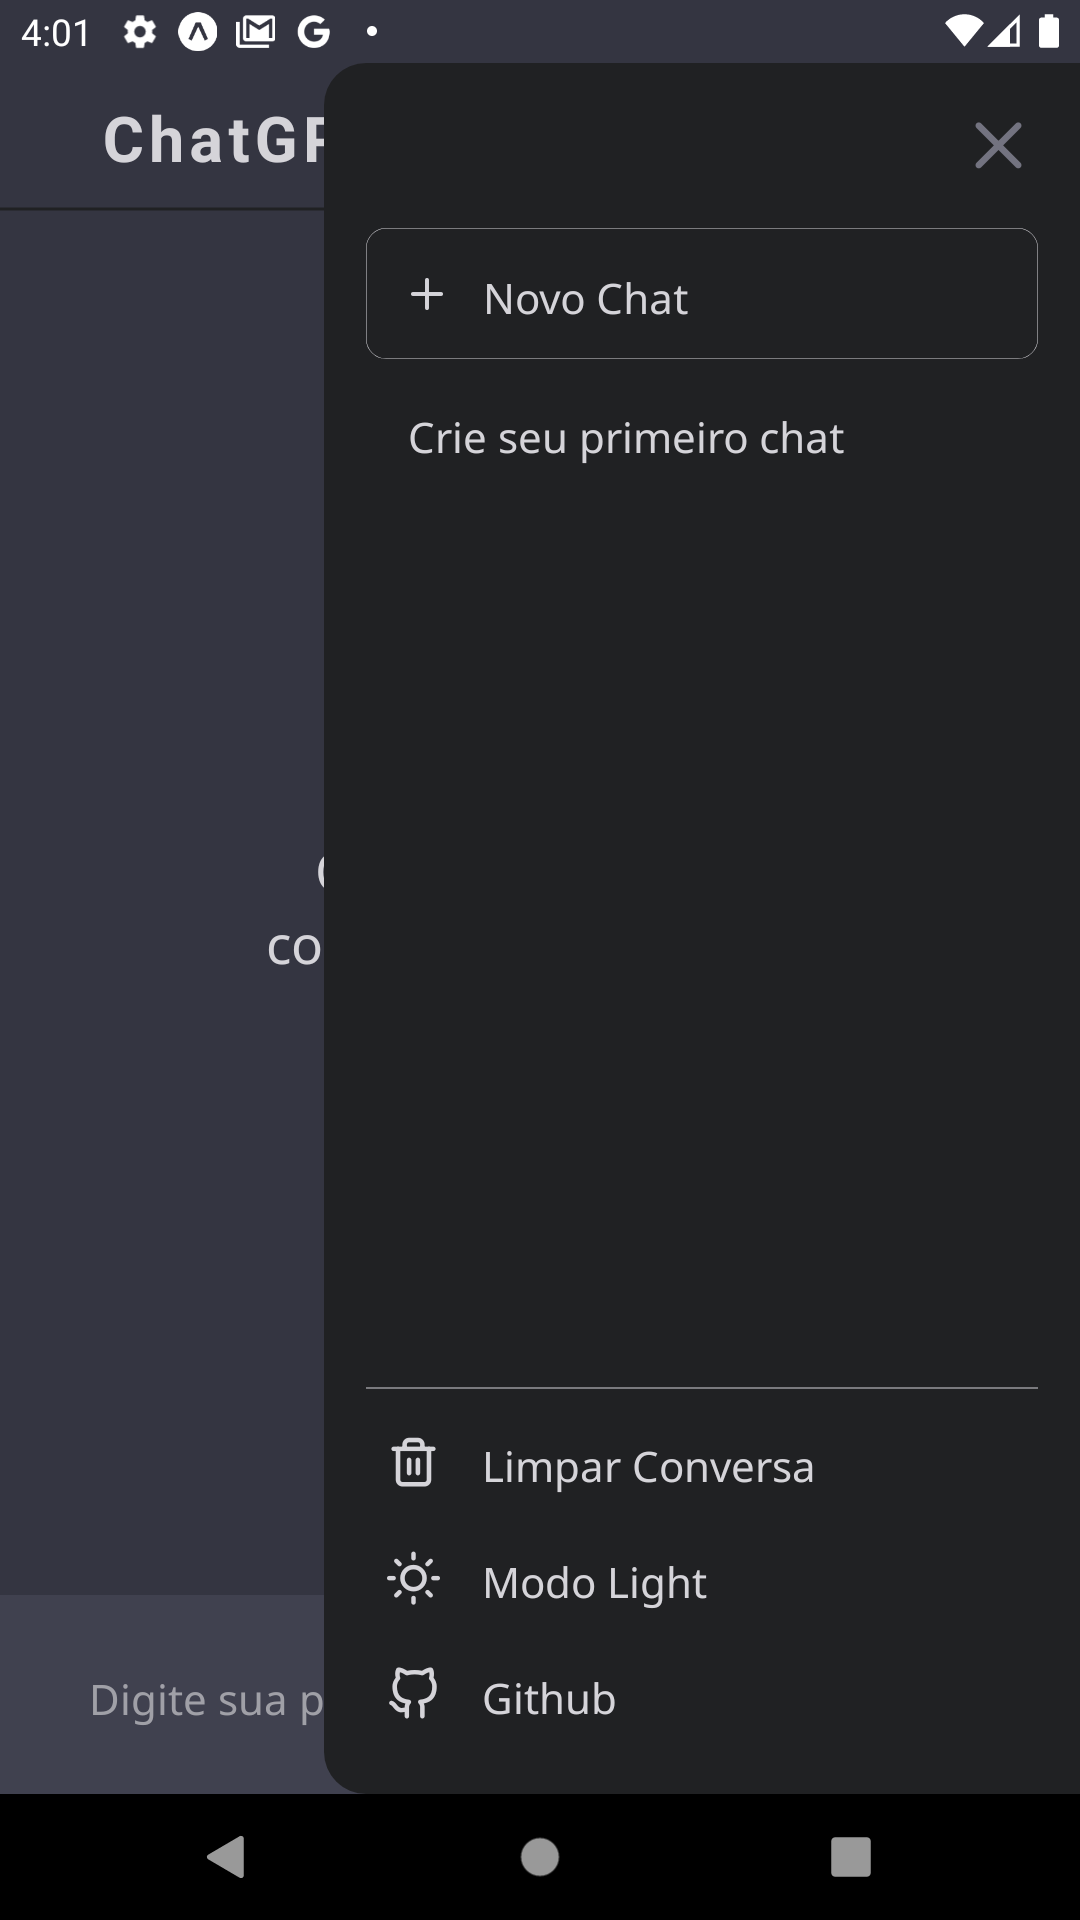 4:01
ChatGP
Novo Chat
Crie seu primeiro chat
co
Limpar Conversa
Modo Light
Github
Digite sua p